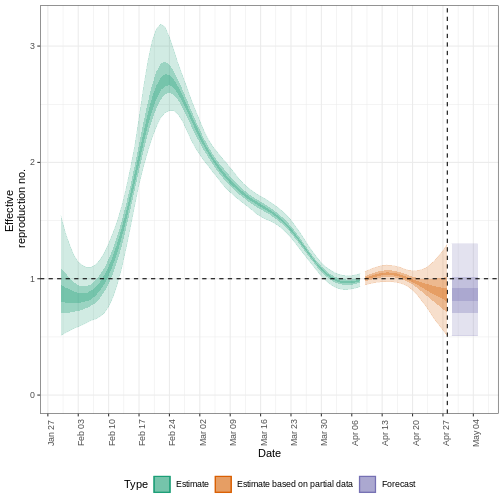 Effective
reproduction no.
3
2
1
0
Jan 27
Feb 03
Feb 10
Feb 17
Feb 24
Mar 02
Mar 09
Mar 16
Mar 23
Mar 30
Apr 06
Apr 13
Apr 20
Apr 27
May 04
Date
Type
Estimate
Estimate based on partial data
Forecast